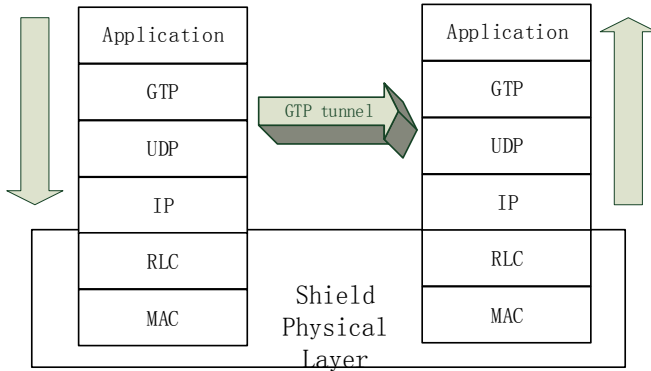 Application
GTP
UDP
IP
RLC
MAC
GTP tunnel
Application
GTP
UDP
IP
RLC
MAC
Shield
Physical
Layer